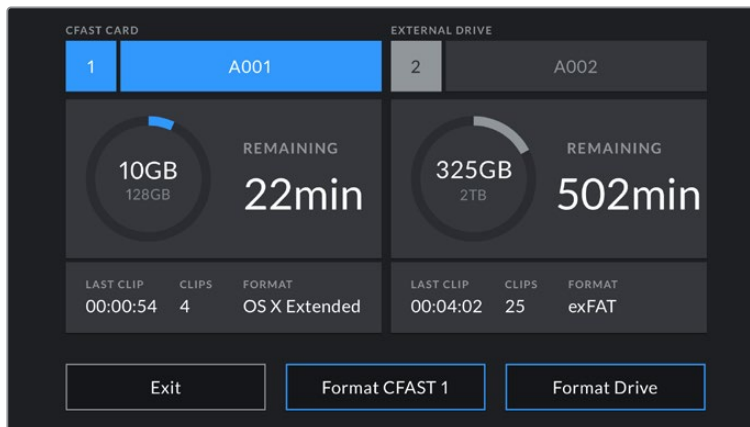 CFAST CARD
1 A001
10GB
128GB
REMAINING
22min
LAST CLIP CLIPS FORMAT
00:00:54 4 OS X Extended
EXTERNAL DRIVE
2 A002
325GB
2TB
REMAINING
502min
LAST CLIP CLIPS FORMAT
00:04:02 25 exFAT
Exit Format CFAST 1 Format Drive